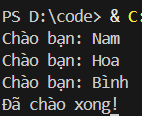 PS D:\code> & C:
Chào bạn: Nam
Chào bạn: Hoa
Chào bạn: Bình
Đã chào xong!